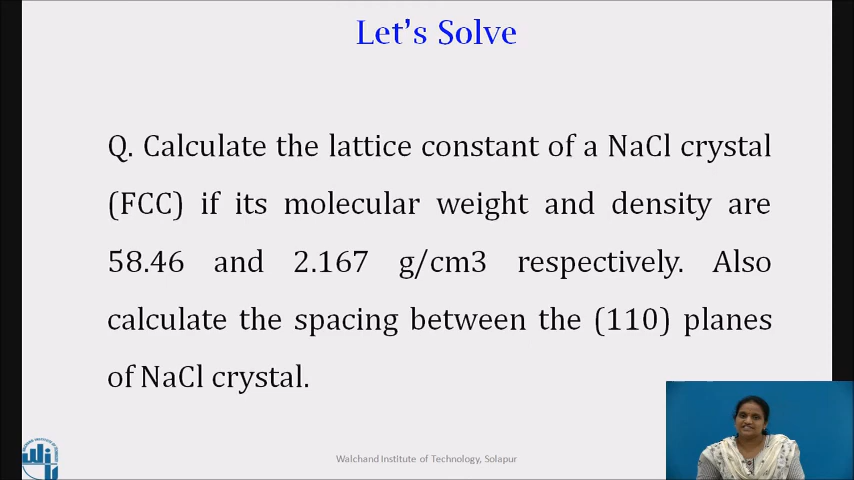 Let's Solve
Q. Calculate the lattice constant of a NaCl crystal
(FCC) if its molecular weight and density are
58.46 and 2.167 g/cm3 respectively. Also
calculate the spacing between the (110) planes
of NaCl crystal.
Walchand Institute of Technology, Solapur